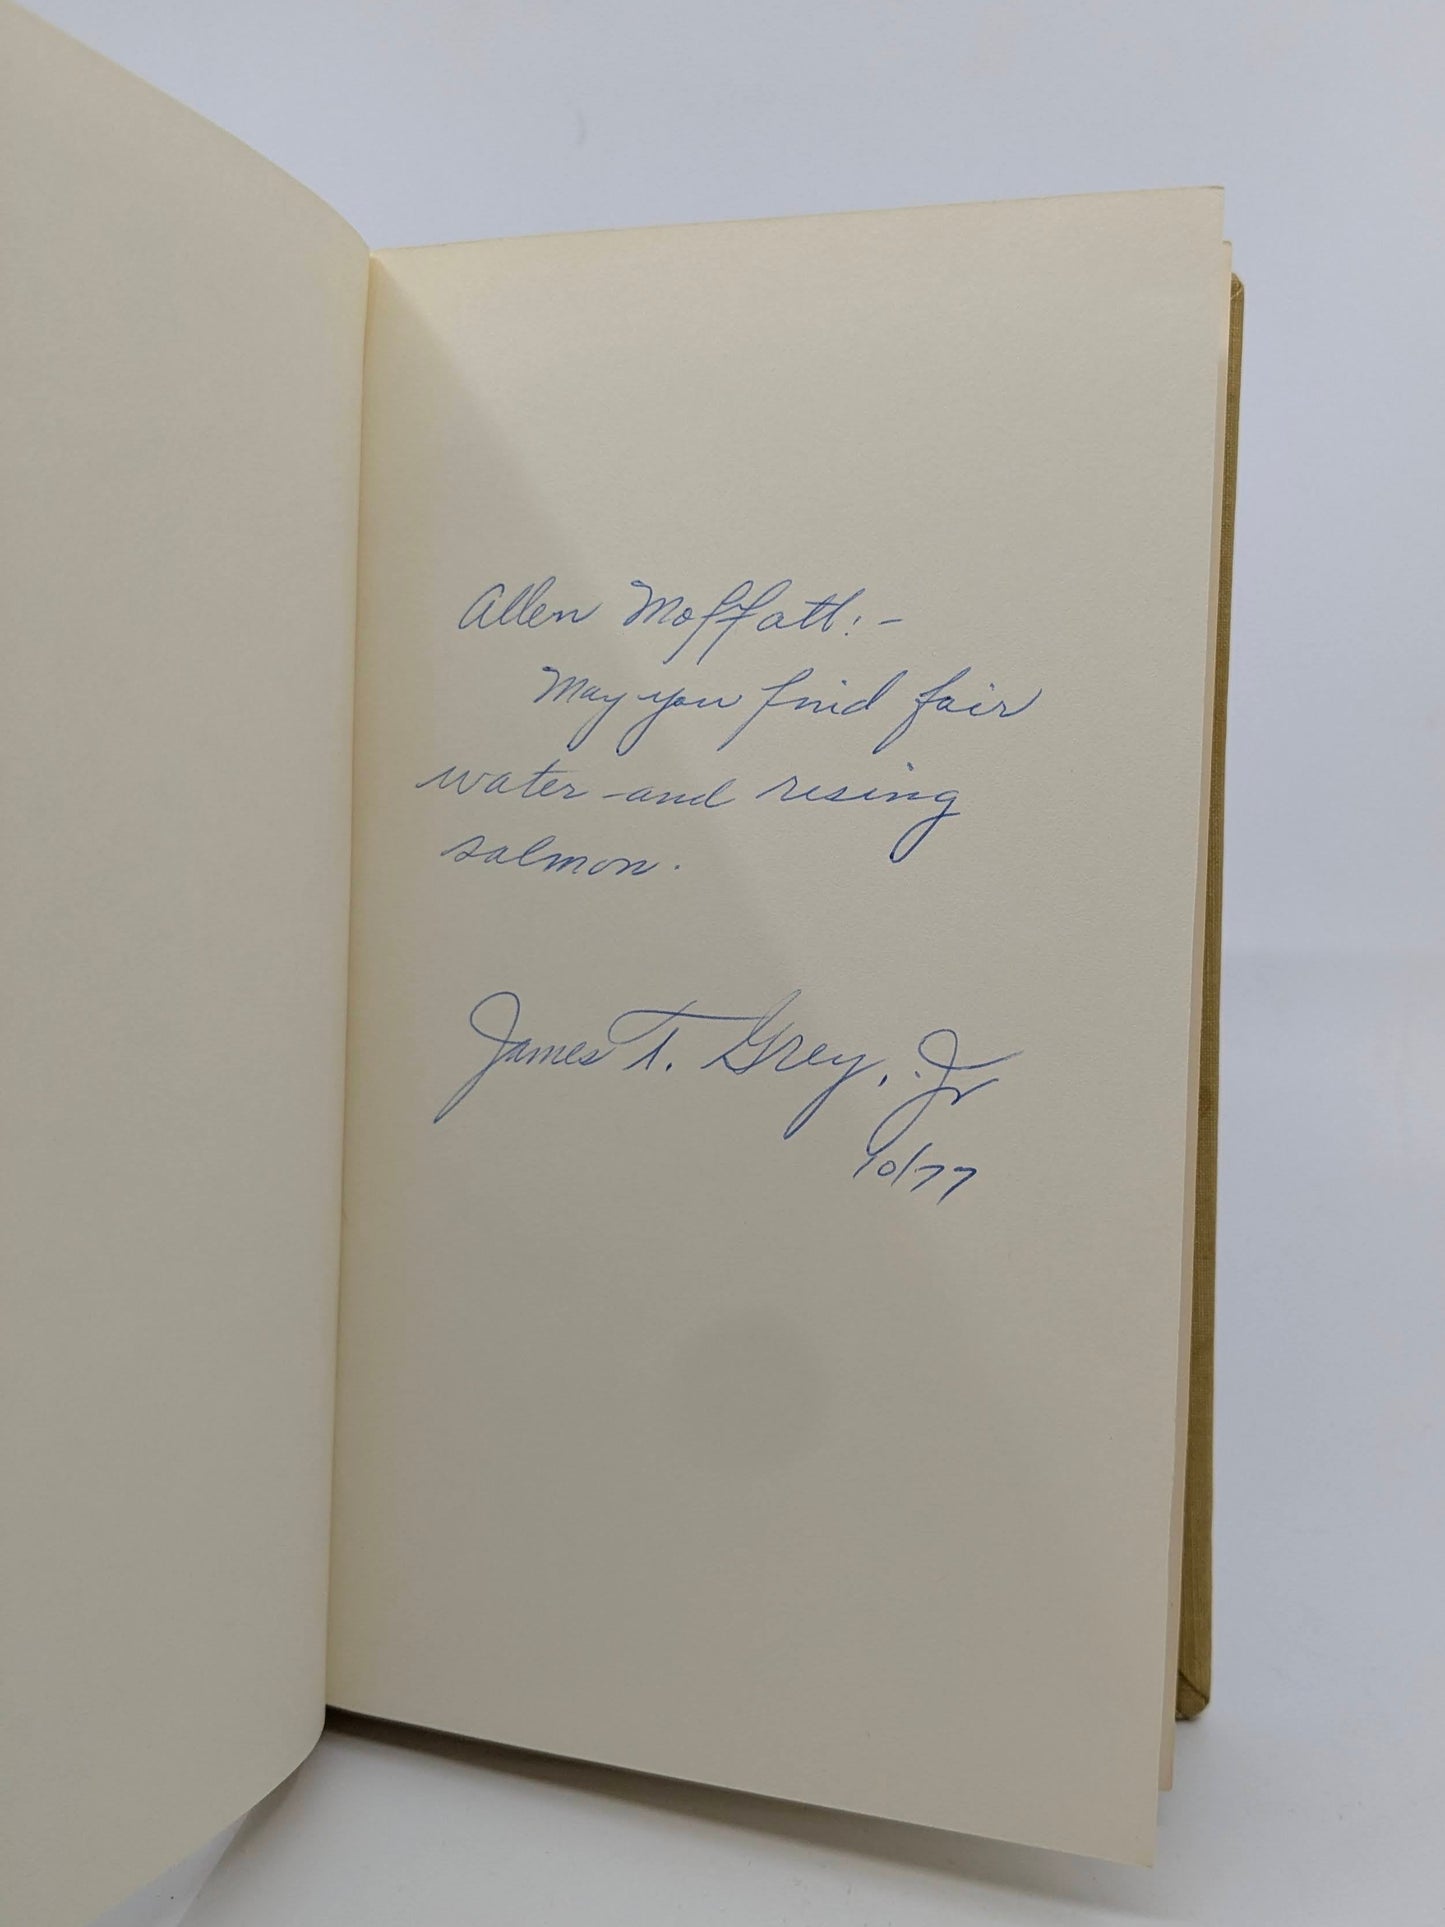 Allen Moffatt:-
May you find fair
water and rising
salmon.
James T. Grey, Jr
10/77